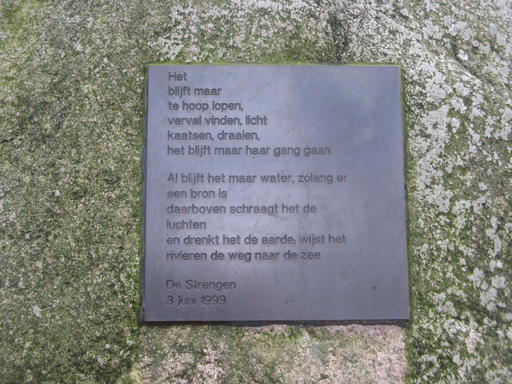 Het
blijft maar
te hoop lopen,
verval vinden, licht
kaatsen, draaien,
het blijft maar haar gang gaan
Al blijft het maar water, zolang er
een bron is
daarboven schraagt het de
luchten
en drenkt het de aarde, wijst het
rivieren de weg naar de zee
De Strengen
3 juni 1999